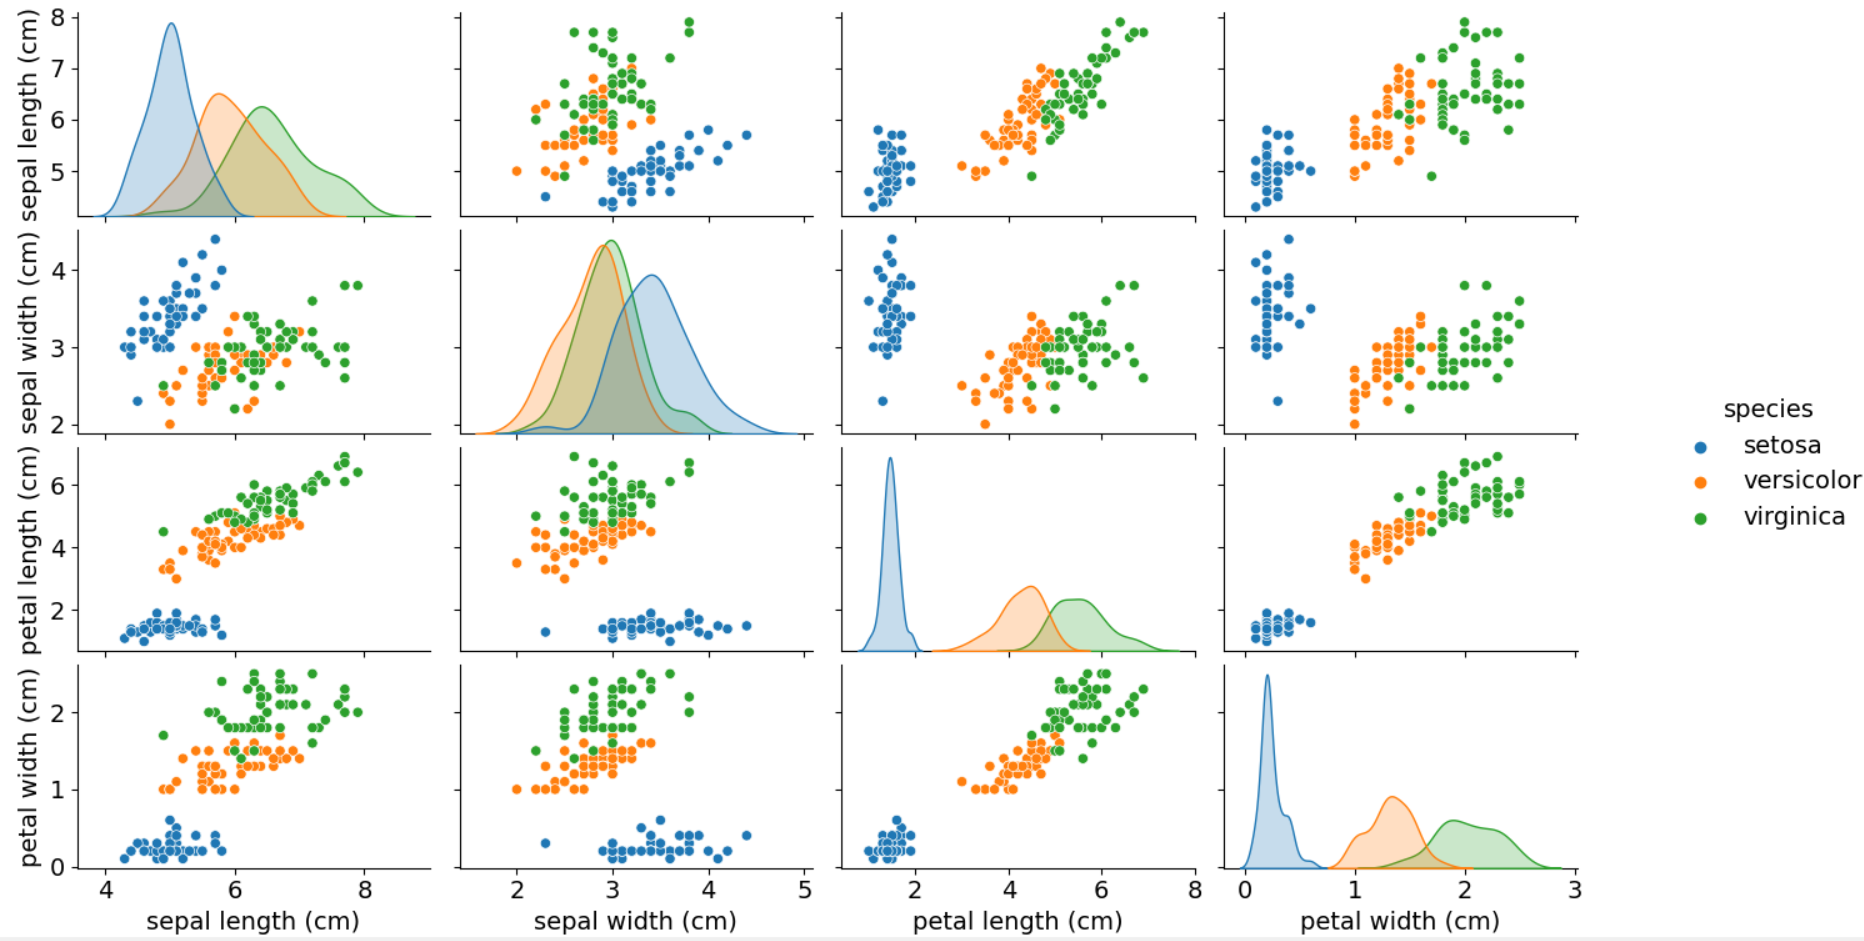 sepal length (cm)
8
7
6
5
sepal width (cm)
4
3
2
petal length (cm)
6
4
2
petal width (cm)
2
1
0
4 6 8
sepal length (cm)
2 3 4 5
sepal width (cm)
2 4 6 8
petal length (cm)
0 1 2 3
petal width (cm)
species
setosa
versicolor
virginica